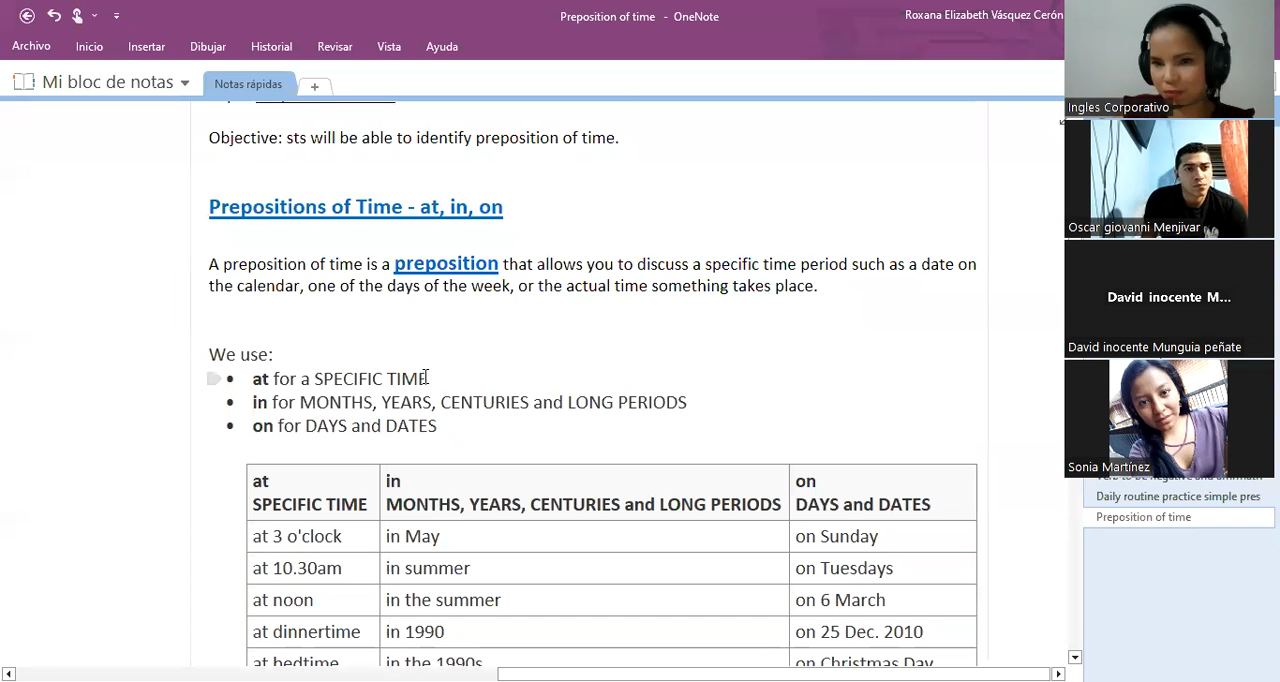 Preposition of time - OneNote
Roxana Elizabeth Vásquez Cerón
Archivo Inicio Insertar Dibujar Historial Revisar Vista Ayuda
Mi bloc de notas
Notas rápidas
+
Objective: sts will be able to identify preposition of time.
Prepositions of Time - at, in, on
A preposition of time is a preposition that allows you to discuss a specific time period such as a date on
the calendar, one of the days of the week, or the actual time something takes place.
We use:
• at for a SPECIFIC TIME
• in for MONTHS, YEARS, CENTURIES and LONG PERIODS
• on for DAYS and DATES
at in on
SPECIFIC TIME MONTHS, YEARS, CENTURIES and LONG PERIODS DAYS and DATES
at 3 o'clock in May on Sunday
at 10.30am in summer on Tuesdays
at noon in the summer on 6 March
at dinnertime in 1990 on 25 Dec. 2010
at bedtime in the 1990s on Christmas Day
Ingles Corporativo
Oscar giovanni Menjivar
David inocente M...
David inocente Munguia peñate
Sonia Martínez
Daily routine practice simple pres
Preposition of time